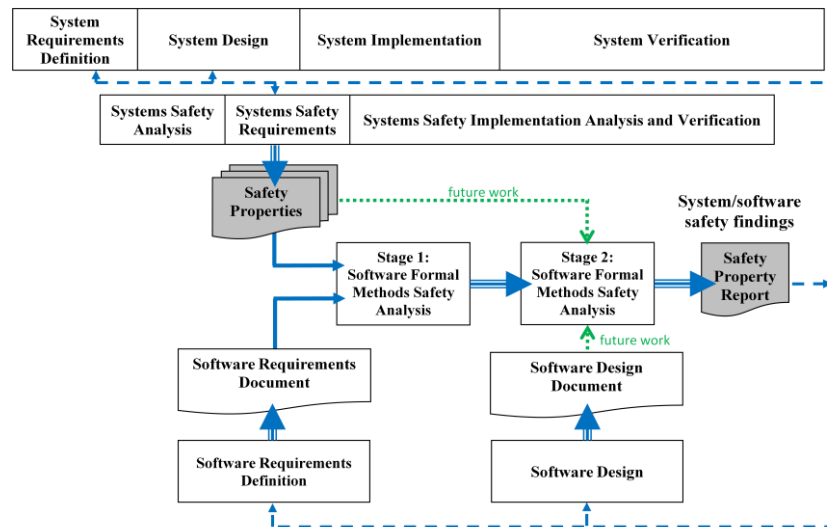 System
Requirements
Definition
System Design
System Implementation
System Verification
Systems Safety
Analysis
Systems Safety
Requirements
Systems Safety Implementation Analysis and Verification
Safety
Properties
future work
System/software
safety findings
Stage 1:
Software Formal
Methods Safety
Analysis
Stage 2:
Software Formal
Methods Safety
Analysis
Safety
Property
Report
future work
Software Requirements
Document
Software Design
Document
Software Requirements
Definition
Software Design